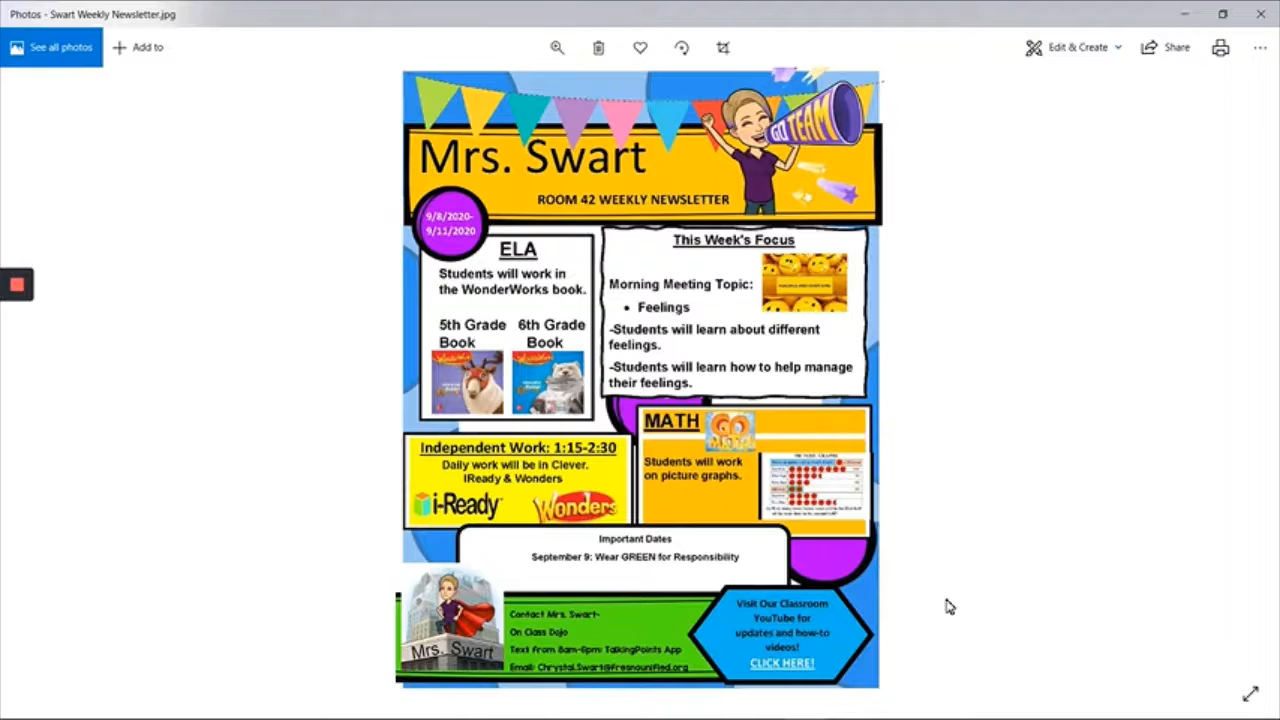 Photos - Swart Weekly Newsletter.jpg
See all photos
Add to
Edit & Create
Share
GO TEAM
Mrs. Swart
ROOM 42 WEEKLY NEWSLETTER
9/8/2020-
9/11/2020
ELA
Students will work in
the WonderWorks book.
5th Grade
Book
6th Grade
Book
This Week's Focus
Morning Meeting Topic:
• Feelings
-Students will learn about different
feelings.
-Students will learn how to help manage
their feelings.
Independent Work: 1:15-2:30
Daily work will be in Clever.
IReady & Wonders
i-Ready
Wonders
MATH
GO
Students will work
on picture graphs.
PICTURE GRAPHS
Important Dates
September 9: Wear GREEN for Responsibility
Mrs. Swart
Contact Mrs. Swart-
On Class Dojo
Text from 8am-6pm: TalkingPoints App
Email: Chrystal.Swart@fresnounified.org
Visit Our Classroom
YouTube for
updates and how-to
videos!
CLICK HERE!